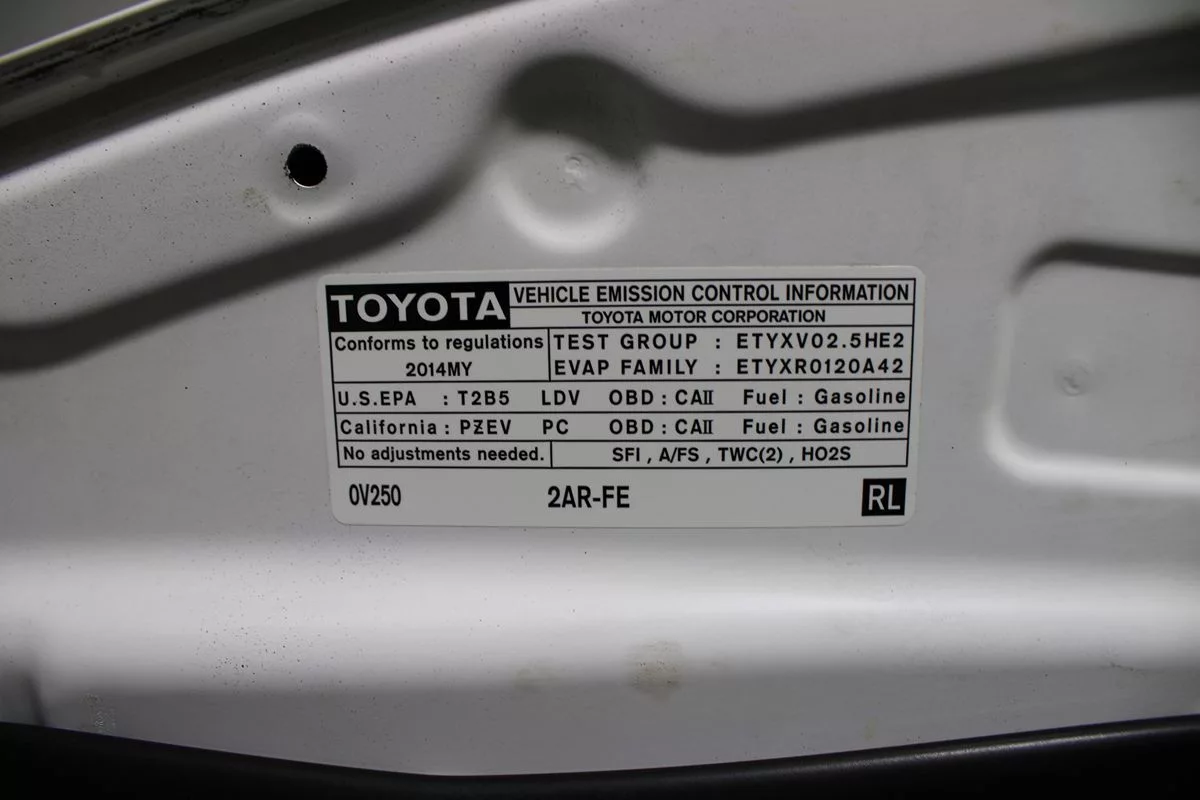 TOYOTA VEHICLE EMISSION CONTROL INFORMATION
TOYOTA MOTOR CORPORATION
Conforms to regulations TEST GROUP : ETYXV02.5HE2
2014MY EVAP FAMILY : ETYXR0120A42
U.S.EPA : T2B5 LDV OBD : CAII Fuel : Gasoline
California : PZEV PC OBD : CAII Fuel : Gasoline
No adjustments needed. SFI , A/FS , TWC(2) , HO2S
0V250 2AR-FE RL